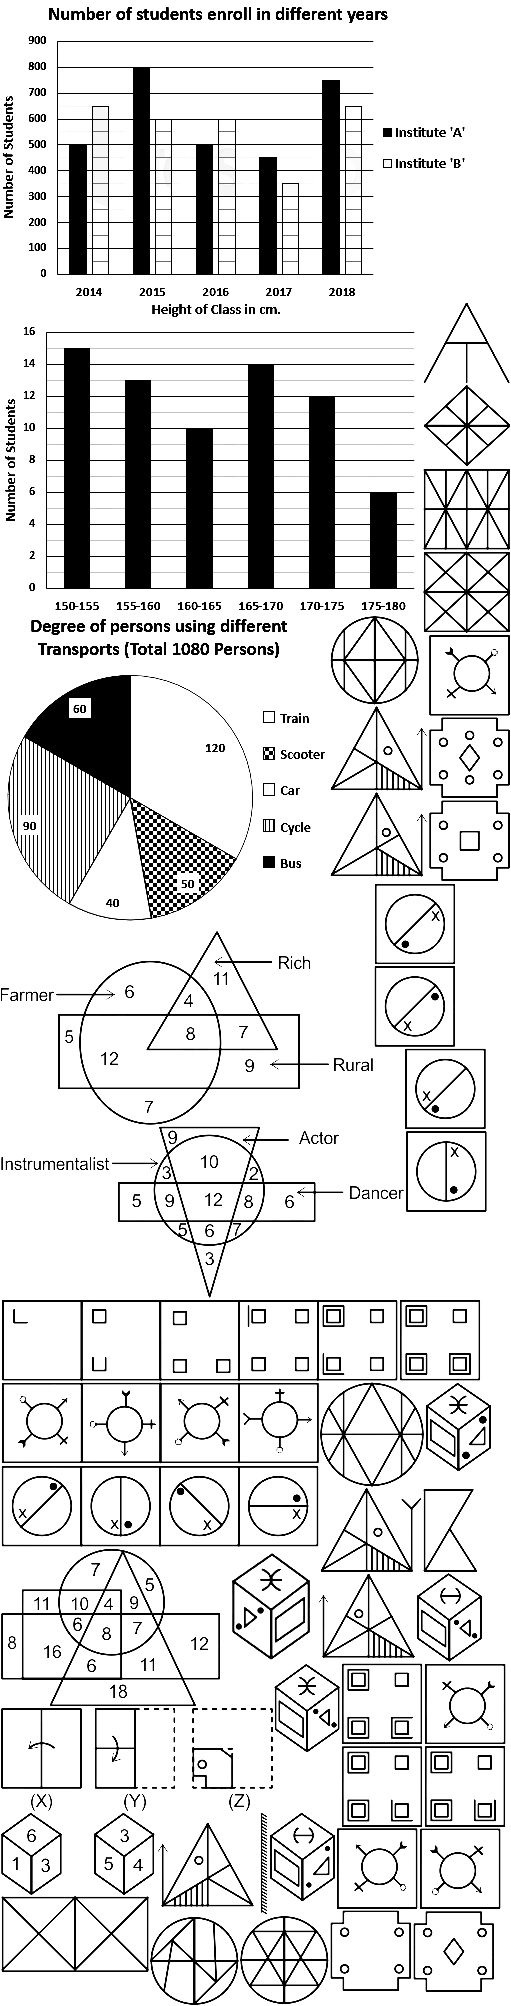 Number of students enroll in different years
900
800
700
600
500
400
300
200
100
0
Number of Students
Institute 'A'
Institute 'B'
2014 2015 2016 2017 2018
Height of Class in cm.
16
14
12
10
8
6
4
2
0
Number of Students
150-155 155-160 160-165 165-170 170-175 175-180
Degree of persons using different
Transports (Total 1080 Persons)
60
120
90
40
50
Train
Scooter
Car
Cycle
Bus
X
X
X
X
Rich
Farmer
Rural
6
11
4
5
12
8
7
9
7
Actor
Instrumentalist
Dancer
9
10
3
2
5
9
12
8
6
5
6
7
3
X
X
X
X
7
5
11
10
4
9
6
8
7
8
16
12
6
11
18
(X) (Y) (Z)
6
1 3
3
5 4